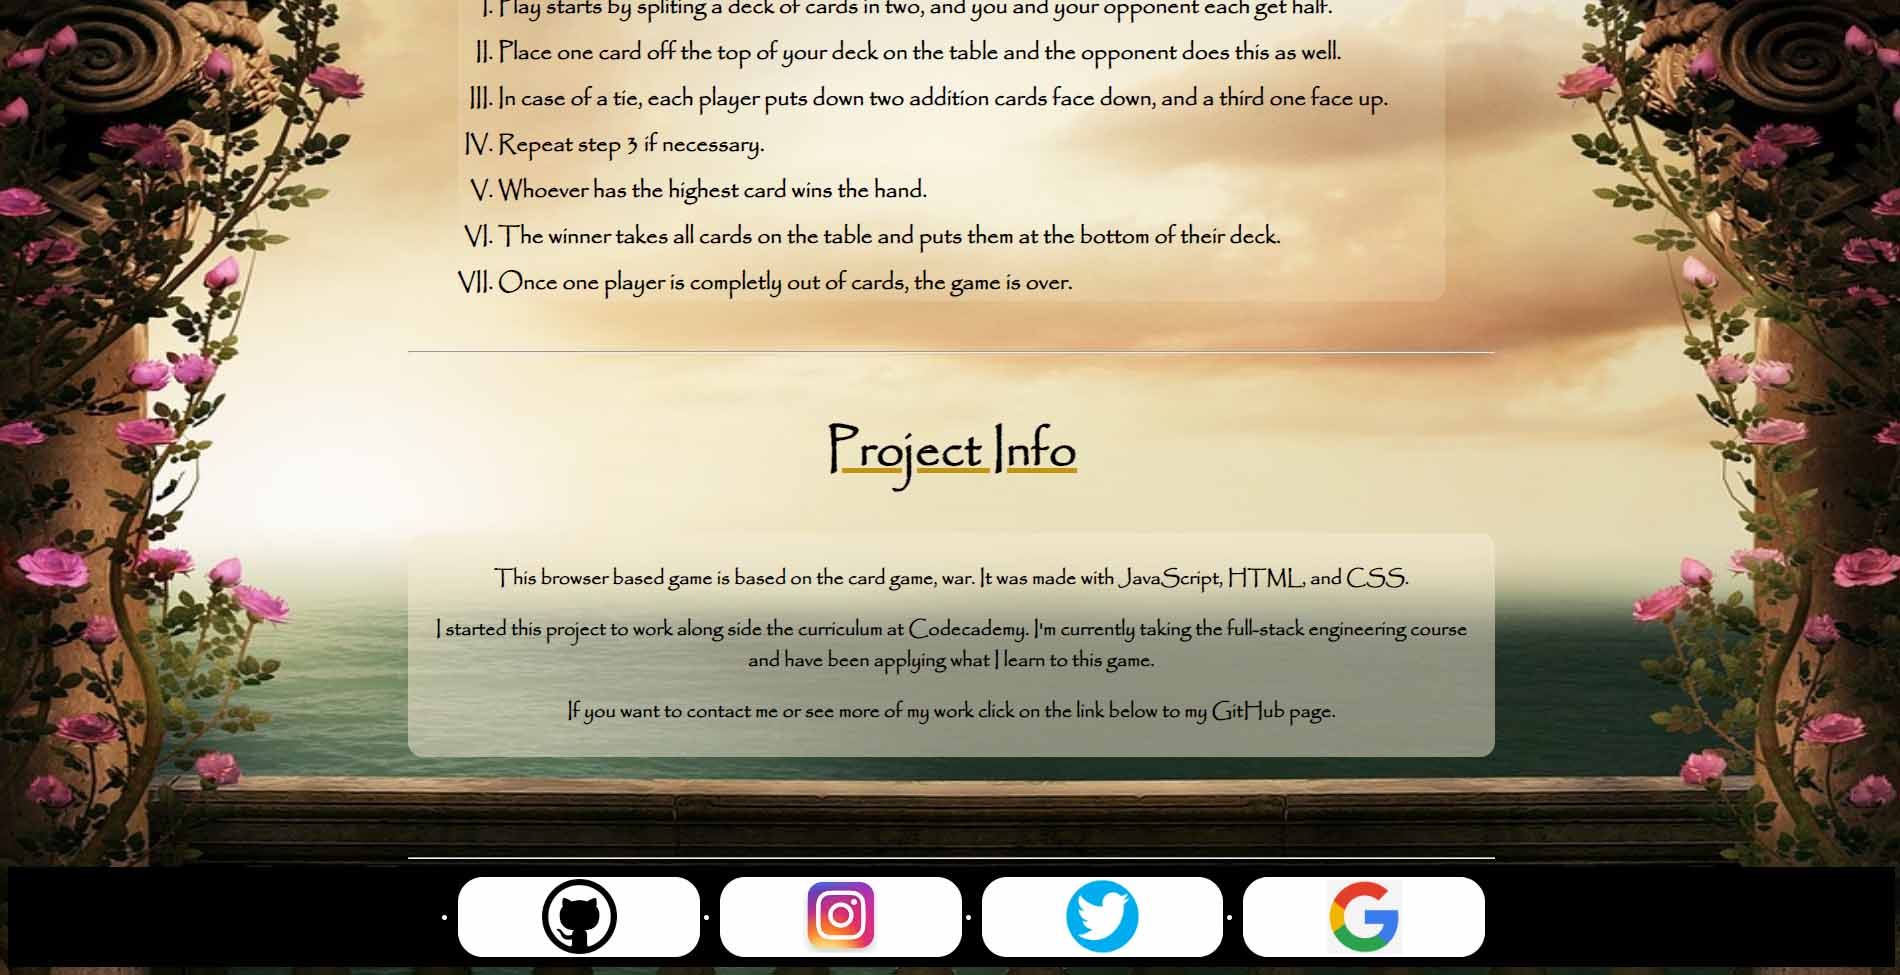 I. Play starts by spliting a deck of cards in two, and you and your opponent each get half.
II. Place one card off the top of your deck on the table and the opponent does this as well.
III. In case of a tie, each player puts down two addition cards face down, and a third one face up.
IV. Repeat step 3 if necessary.
V. Whoever has the highest card wins the hand.
VI. The winner takes all cards on the table and puts them at the bottom of their deck.
VII. Once one player is completly out of cards, the game is over.
Project Info
This browser based game is based on the card game, war. It was made with JavaScript, HTML, and CSS.
I started this project to work along side the curriculum at Codecademy. I'm currently taking the full-stack engineering course
and have been applying what I learn to this game.
If you want to contact me or see more of my work click on the link below to my GitHub page.